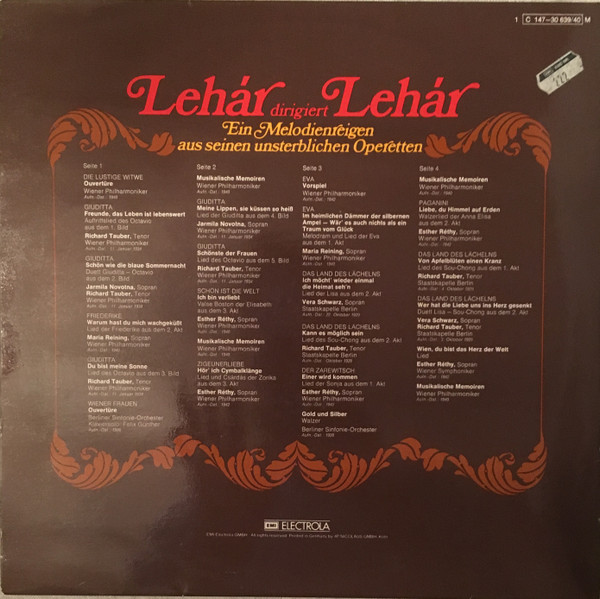 1 C 147-30 639/40 M
Lehár dirigiert Lehár
Ein Melodienreigen
aus seinen unsterblichen Operetten
Seite 1
DIE LUSTIGE WITWE
Ouvertüre
Wiener Philharmoniker
GIUDITTA
Freunde, das Leben ist lebenswert
Auftrittslied des Octavio
aus dem 1. Bild
Richard Tauber, Tenor
Wiener Philharmoniker
GIUDITTA
Schön wie die blaue Sommernacht
Duett Giuditta – Octavio
aus dem 2. Bild
Jarmila Novotna, Sopran
Richard Tauber, Tenor
Wiener Philharmoniker
FRIEDERIKE
Warum hast du mich wachgeküßt
Lied der Friederike aus dem 2. Akt
Maria Reining, Sopran
Wiener Philharmoniker
GIUDITTA
Du bist meine Sonne
Lied des Octavio aus dem 3. Bild
Richard Tauber, Tenor
Wiener Philharmoniker
WIENER FRAUEN
Ouvertüre
Berliner Sinfonie-Orchester
Seite 2
Musikalische Memoiren
Wiener Philharmoniker
GIUDITTA
Meine Lippen, sie küssen so heiß
Lied der Giuditta aus dem 4. Bild
Jarmila Novotna, Sopran
Wiener Philharmoniker
GIUDITTA
Schönste der Frauen
Lied des Octavio aus dem 5. Bild
Richard Tauber, Tenor
Wiener Philharmoniker
SCHÖN IST DIE WELT
Ich bin verliebt
Valse Boston der Elisabeth
aus dem 3. Akt
Esther Réthy, Sopran
Wiener Philharmoniker
Musikalische Memoiren
Wiener Philharmoniker
ZIGEUNERLIEBE
Hör' ich Cymbalklänge
Lied und Csárdás der Zorika
aus dem 3. Akt
Esther Réthy, Sopran
Wiener Philharmoniker
Seite 3
EVA
Vorspiel
Wiener Philharmoniker
EVA
Im heimlichen Dämmer der silbernen
Ampel – Wär' es auch nichts als ein
Traum vom Glück
Melodram und Lied der Eva
aus dem 1. Akt
Maria Reining, Sopran
Wiener Philharmoniker
DAS LAND DES LÄCHELNS
Ich möcht' wieder einmal
die Heimat seh'n
Lied der Lisa aus dem 2. Akt
Vera Schwarz, Sopran
Staatskapelle Berlin
DAS LAND DES LÄCHELNS
Kann es möglich sein
Lied des Sou-Chong aus dem 2. Akt
Richard Tauber, Tenor
Staatskapelle Berlin
DER ZAREWITSCH
Einer wird kommen
Lied der Sonja aus dem 1. Akt
Esther Réthy, Sopran
Wiener Philharmoniker
Gold und Silber
Walzer
Berliner Sinfonie-Orchester
Seite 4
Musikalische Memoiren
Wiener Philharmoniker
PAGANINI
Liebe, du Himmel auf Erden
Walzerlied der Anna Elisa
aus dem 2. Akt
Esther Réthy, Sopran
Wiener Philharmoniker
DAS LAND DES LÄCHELNS
Von Apfelblüten einen Kranz
Lied des Sou-Chong aus dem 1. Akt
Richard Tauber, Tenor
Staatskapelle Berlin
DAS LAND DES LÄCHELNS
Wer hat die Liebe uns ins Herz gesenkt
Duett Lisa – Sou-Chong aus dem 2. Akt
Vera Schwarz, Sopran
Richard Tauber, Tenor
Staatskapelle Berlin
Wien, du bist das Herz der Welt
Lied
Esther Réthy, Sopran
Wiener Symphoniker
Musikalische Memoiren
Wiener Philharmoniker
EMI ELECTROLA